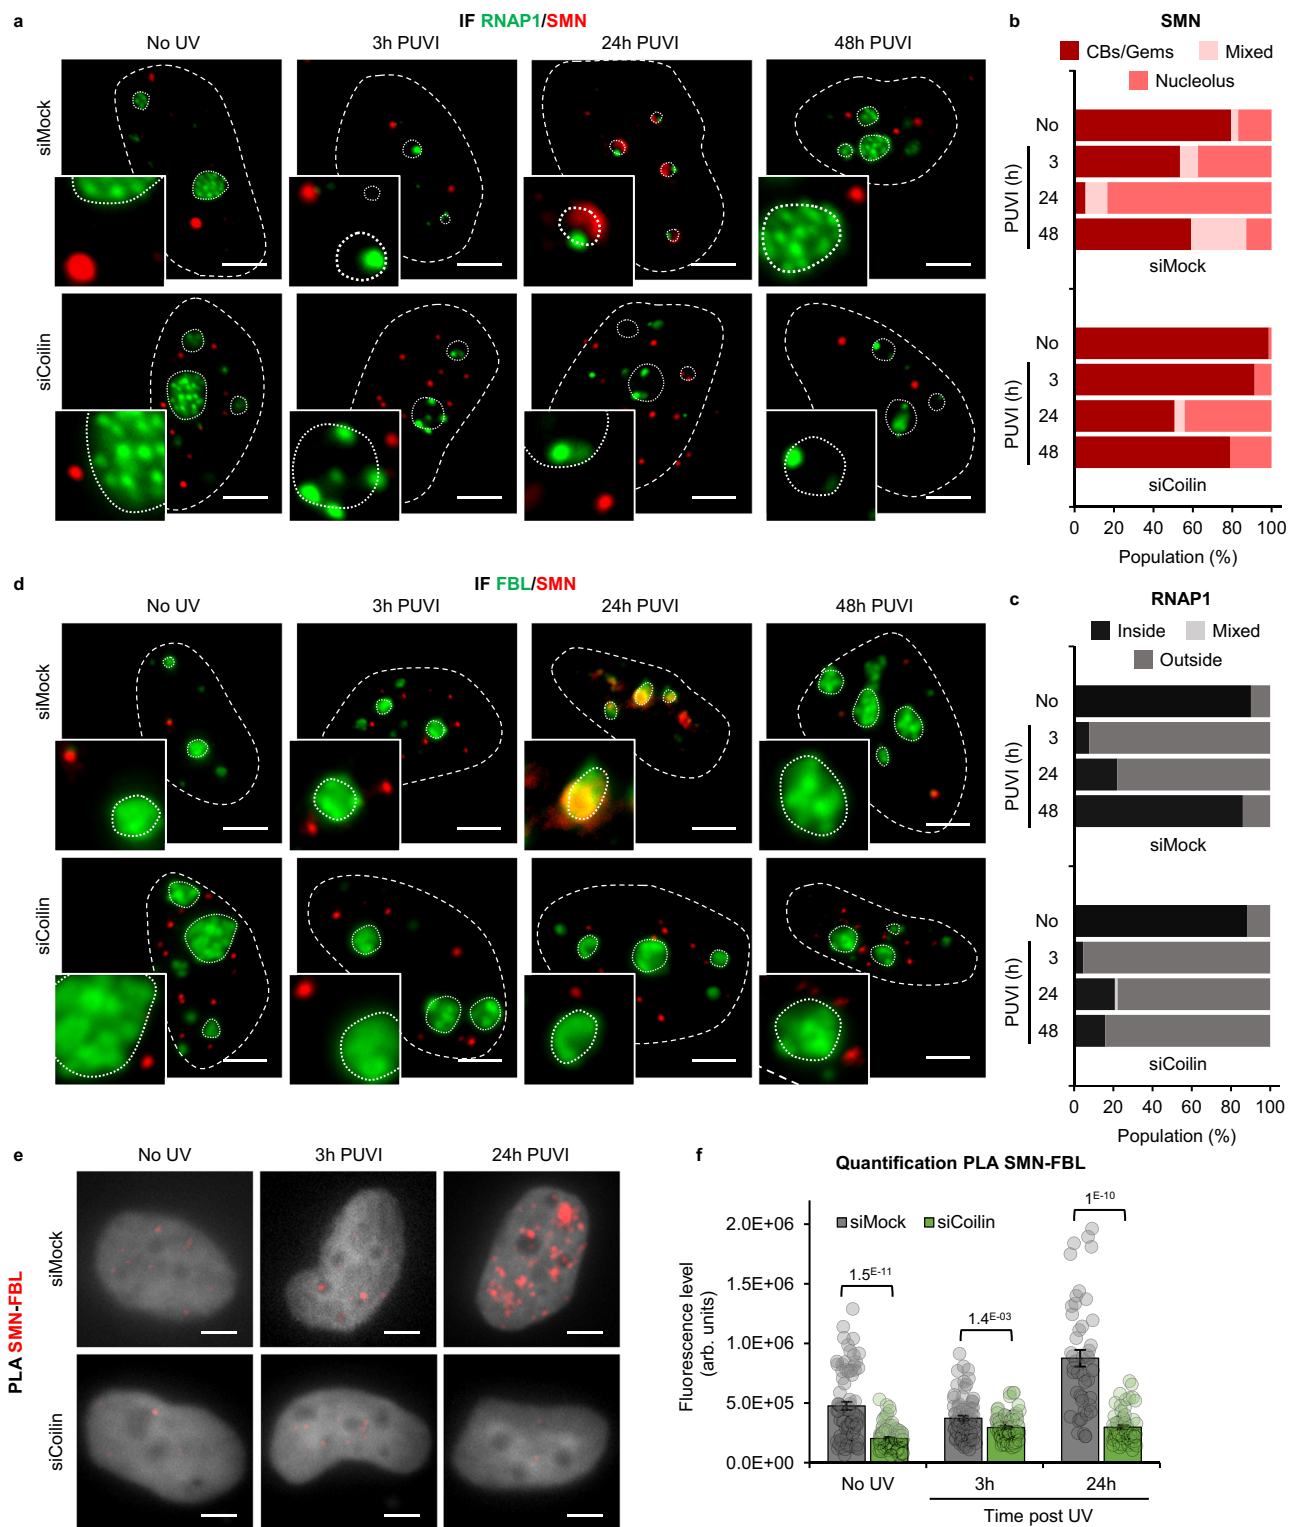 a
IF RNAP1/SMN
No UV
3h PUVI
24h PUVI
48h PUVI
siMock
siCoilin
b
SMN
CBs/Gems
Mixed
Nucleolus
No
3
24
48
PUVI (h)
siMock
No
3
24
48
PUVI (h)
siCoilin
0 20 40 60 80 100
Population (%)
d
IF FBL/SMN
No UV
3h PUVI
24h PUVI
48h PUVI
siMock
siCoilin
c
RNAP1
Inside
Mixed
Outside
No
3
24
48
PUVI (h)
siMock
No
3
24
48
PUVI (h)
siCoilin
0 20 40 60 80 100
Population (%)
e
No UV
3h PUVI
24h PUVI
PLA SMN-FBL
siMock
siCoilin
f
Quantification PLA SMN-FBL
siMock
siCoilin
Fluorescence level
(arb. units)
2.0E+06
1.5E+06
1.0E+06
5.0E+05
0.0E+00
1.5E-11
1.4E-03
1E-10
No UV
3h
24h
Time post UV